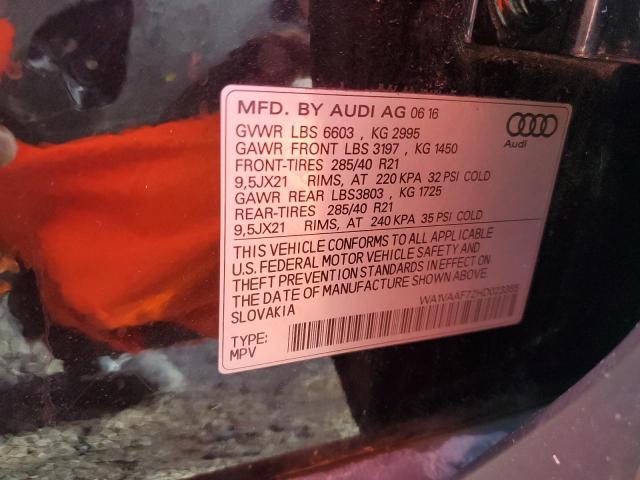 MFD. BY AUDI AG 06 16
GVWR LBS 6603 , KG 2995
GAWR FRONT LBS 3197 , KG 1450
FRONT-TIRES 285/40 R21
9,5JX21 RIMS, AT 220 KPA 32 PSI COLD
GAWR REAR LBS3803 , KG 1725
REAR-TIRES 285/40 R21
9,5JX21 RIMS, AT 240 KPA 35 PSI COLD
THIS VEHICLE CONFORMS TO ALL APPLICABLE
U.S. FEDERAL MOTOR VEHICLE SAFETY AND
THEFT PREVENTION STANDARDS IN EFFECT ON
THE DATE OF MANUFACTURE SHOWN ABOVE.
SLOVAKIA
WA1VAAF72HD023355
TYPE:
MPV
Audi